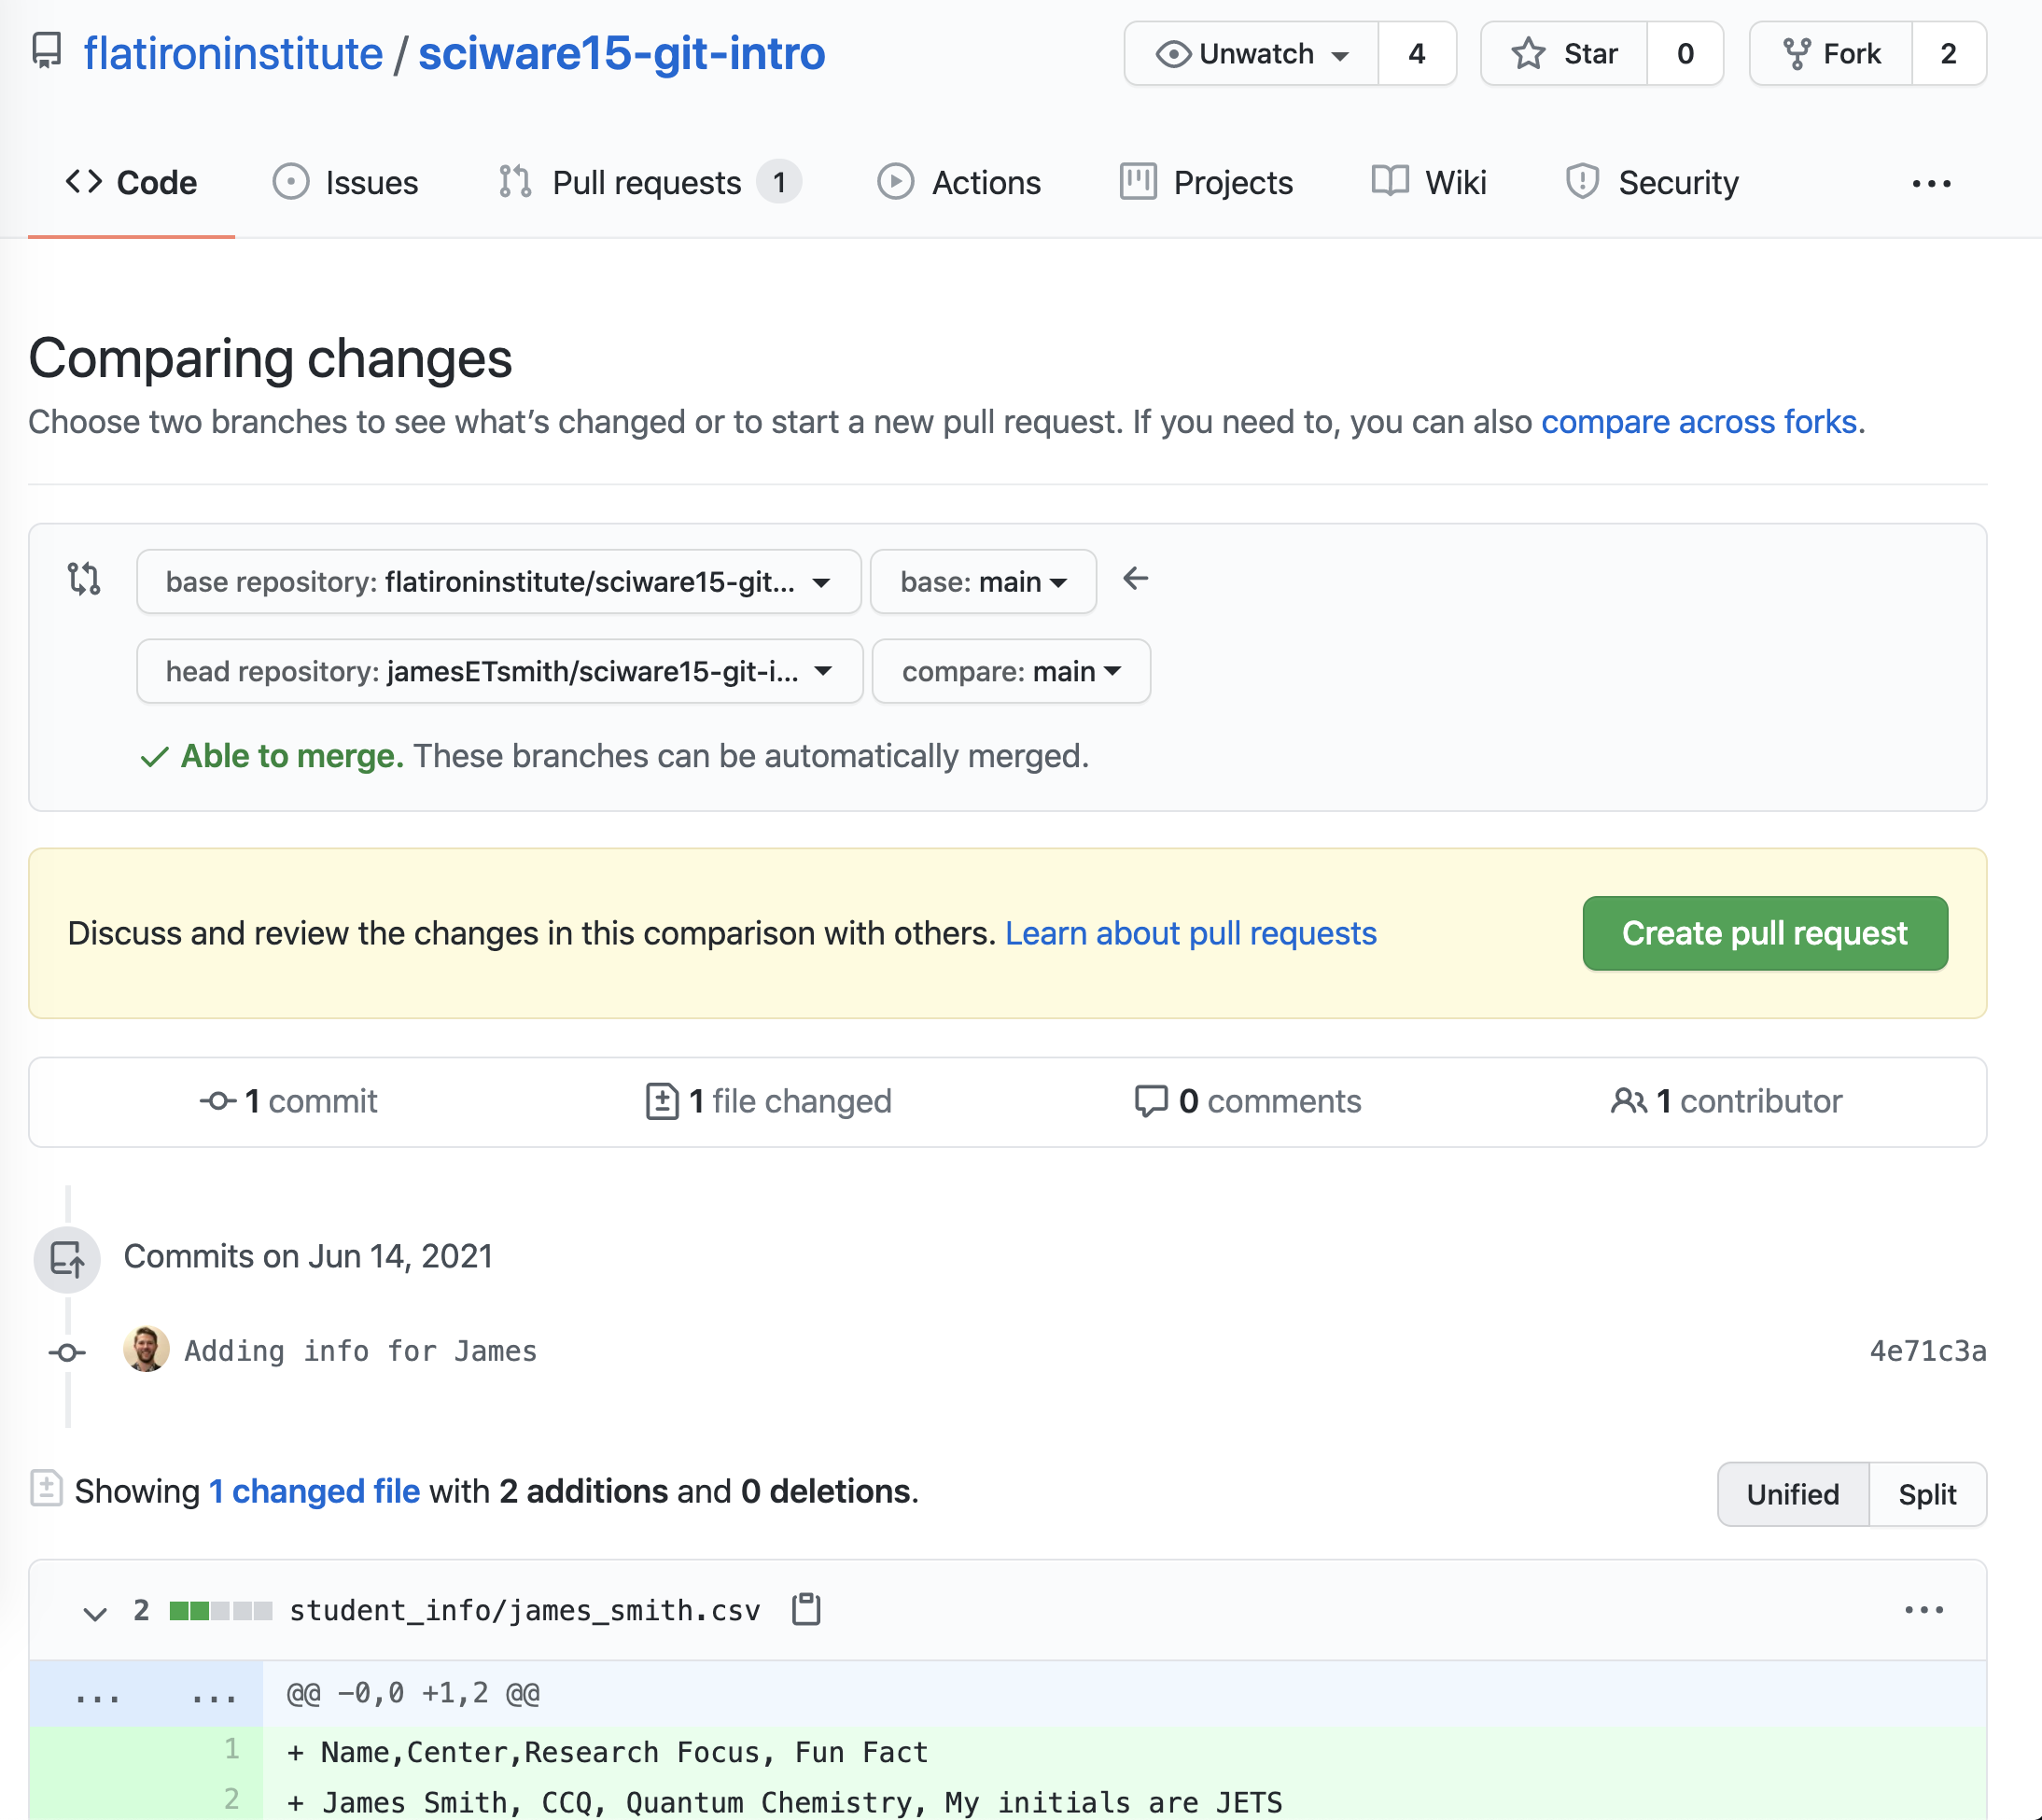 flatironinstitute / sciware15-git-intro
Unwatch 4 Star 0 Fork 2
Code Issues Pull requests 1 Actions Projects Wiki Security ...
Comparing changes
Choose two branches to see what’s changed or to start a new pull request. If you need to, you can also compare across forks.
base repository: flatironinstitute/sciware15-git... base: main
head repository: jamesETsmith/sciware15-git-i... compare: main
Able to merge. These branches can be automatically merged.
Discuss and review the changes in this comparison with others. Learn about pull requests Create pull request
1 commit 1 file changed 0 comments 1 contributor
Commits on Jun 14, 2021
Adding info for James 4e71c3a
Showing 1 changed file with 2 additions and 0 deletions. Unified Split
2 student_info/james_smith.csv ...
... ... @@ -0,0 +1,2 @@
1 + Name,Center,Research Focus, Fun Fact
2 + James Smith, CCQ, Quantum Chemistry, My initials are JETS